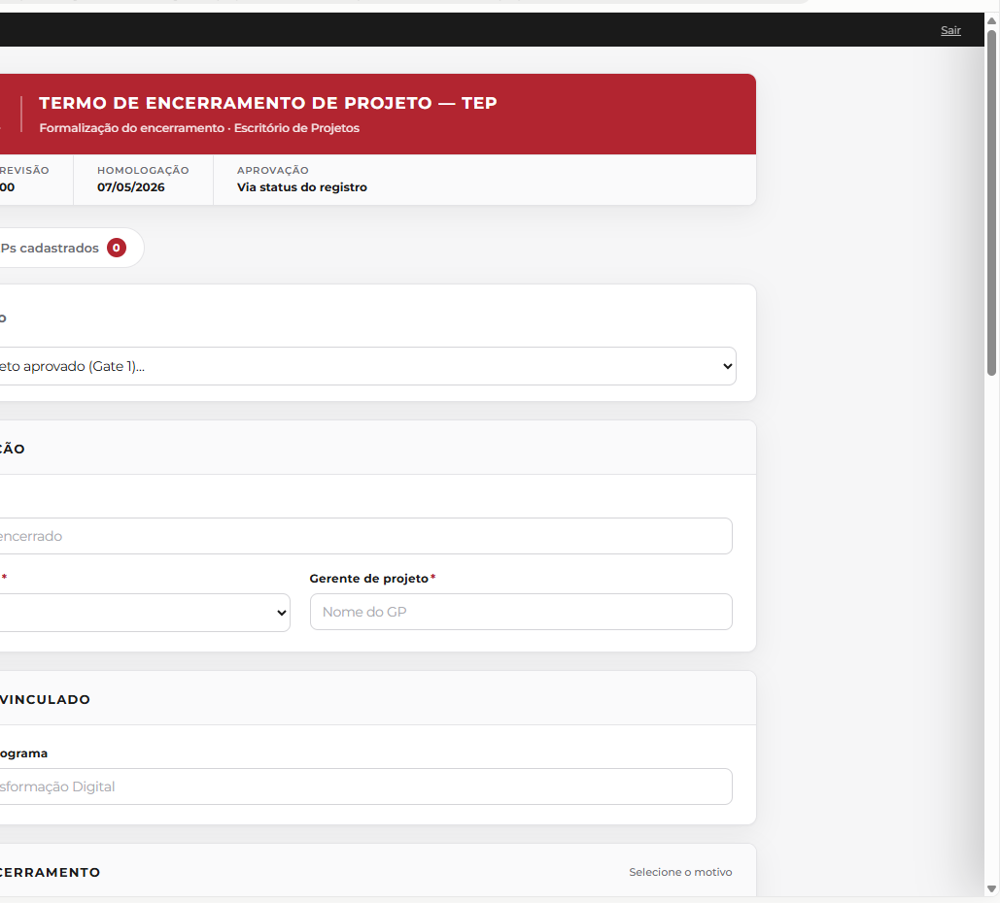 Sair
TERMO DE ENCERRAMENTO DE PROJETO — TEP
Formalização do encerramento · Escritório de Projetos
REVISÃO
00
HOMOLOGAÇÃO
07/05/2026
APROVAÇÃO
Via status do registro
Ps cadastrados 0
o
eto aprovado (Gate 1)...
ÇÃO
encerrado
*
Gerente de projeto *
Nome do GP
VINCULADO
ograma
sformação Digital
CERRAMENTO
Selecione o motivo